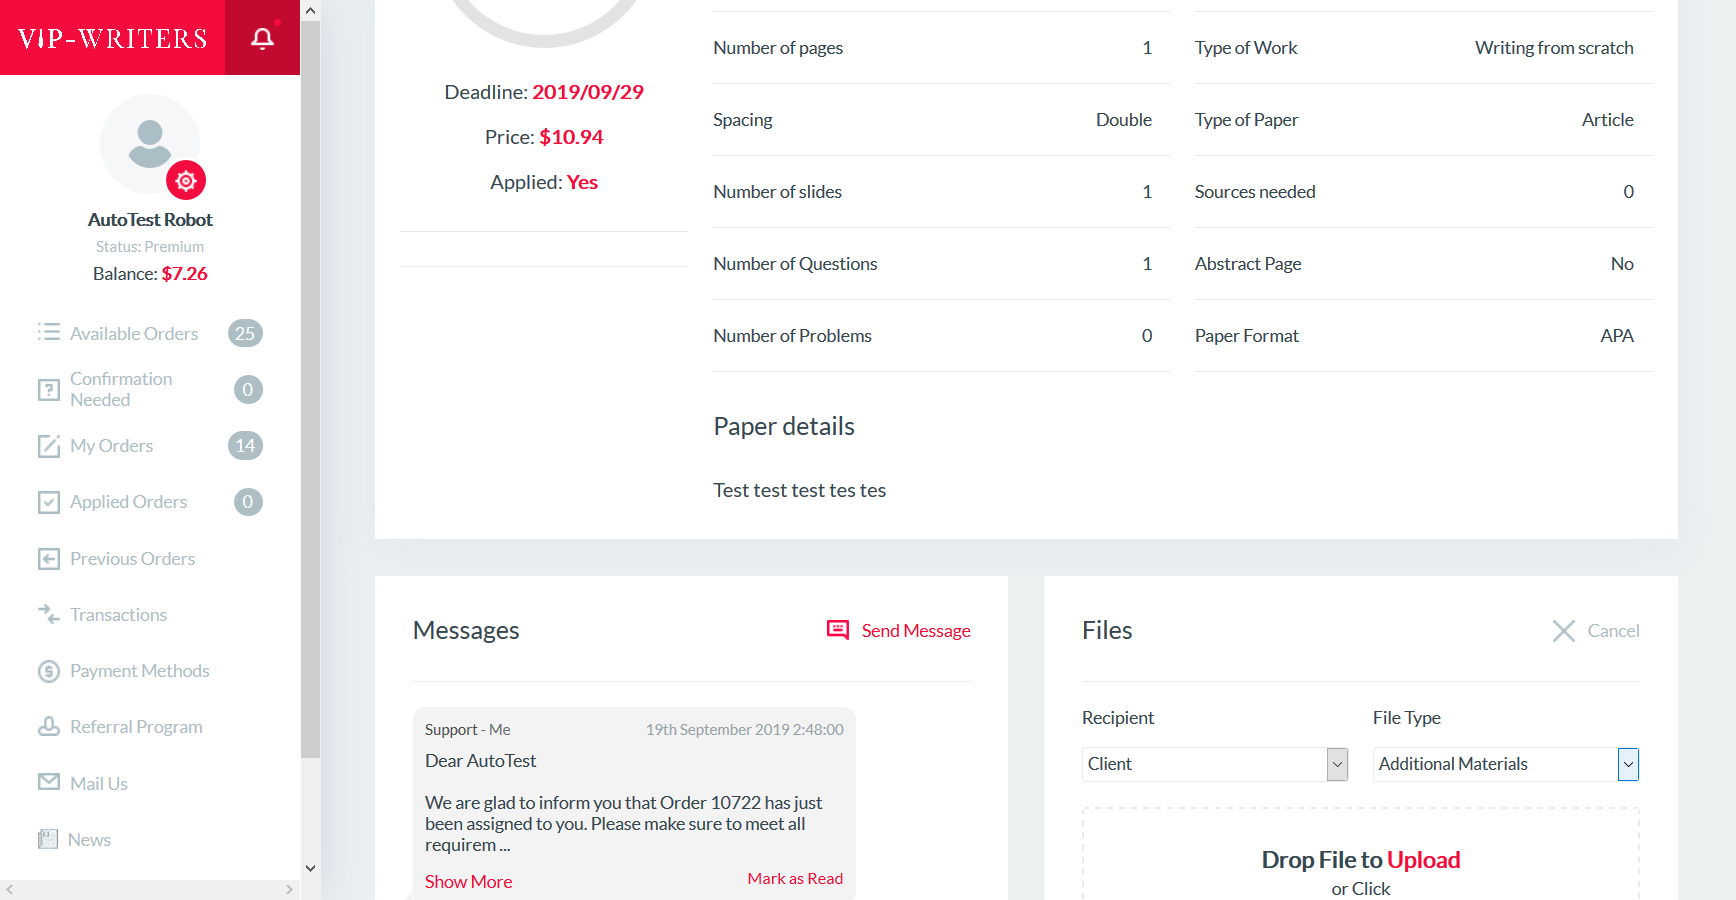 VIP-WRITERS
AutoTest Robot
Status: Premium
Balance: $7.26
Available Orders 25
Confirmation
Needed 0
My Orders 14
Applied Orders 0
Previous Orders
Transactions
Payment Methods
Referral Program
Mail Us
News
Deadline: 2019/09/29
Price: $10.94
Applied: Yes
Number of pages 1
Type of Work Writing from scratch
Spacing Double
Type of Paper Article
Number of slides 1
Sources needed 0
Number of Questions 1
Abstract Page No
Number of Problems 0
Paper Format APA
Paper details
Test test test tes tes
Messages
Send Message
Support - Me 19th September 2019 2:48:00
Dear AutoTest
We are glad to inform you that Order 10722 has just
been assigned to you. Please make sure to meet all
requirem ...
Show More Mark as Read
Files
Cancel
Recipient File Type
Client Additional Materials
Drop File to Upload
or Click